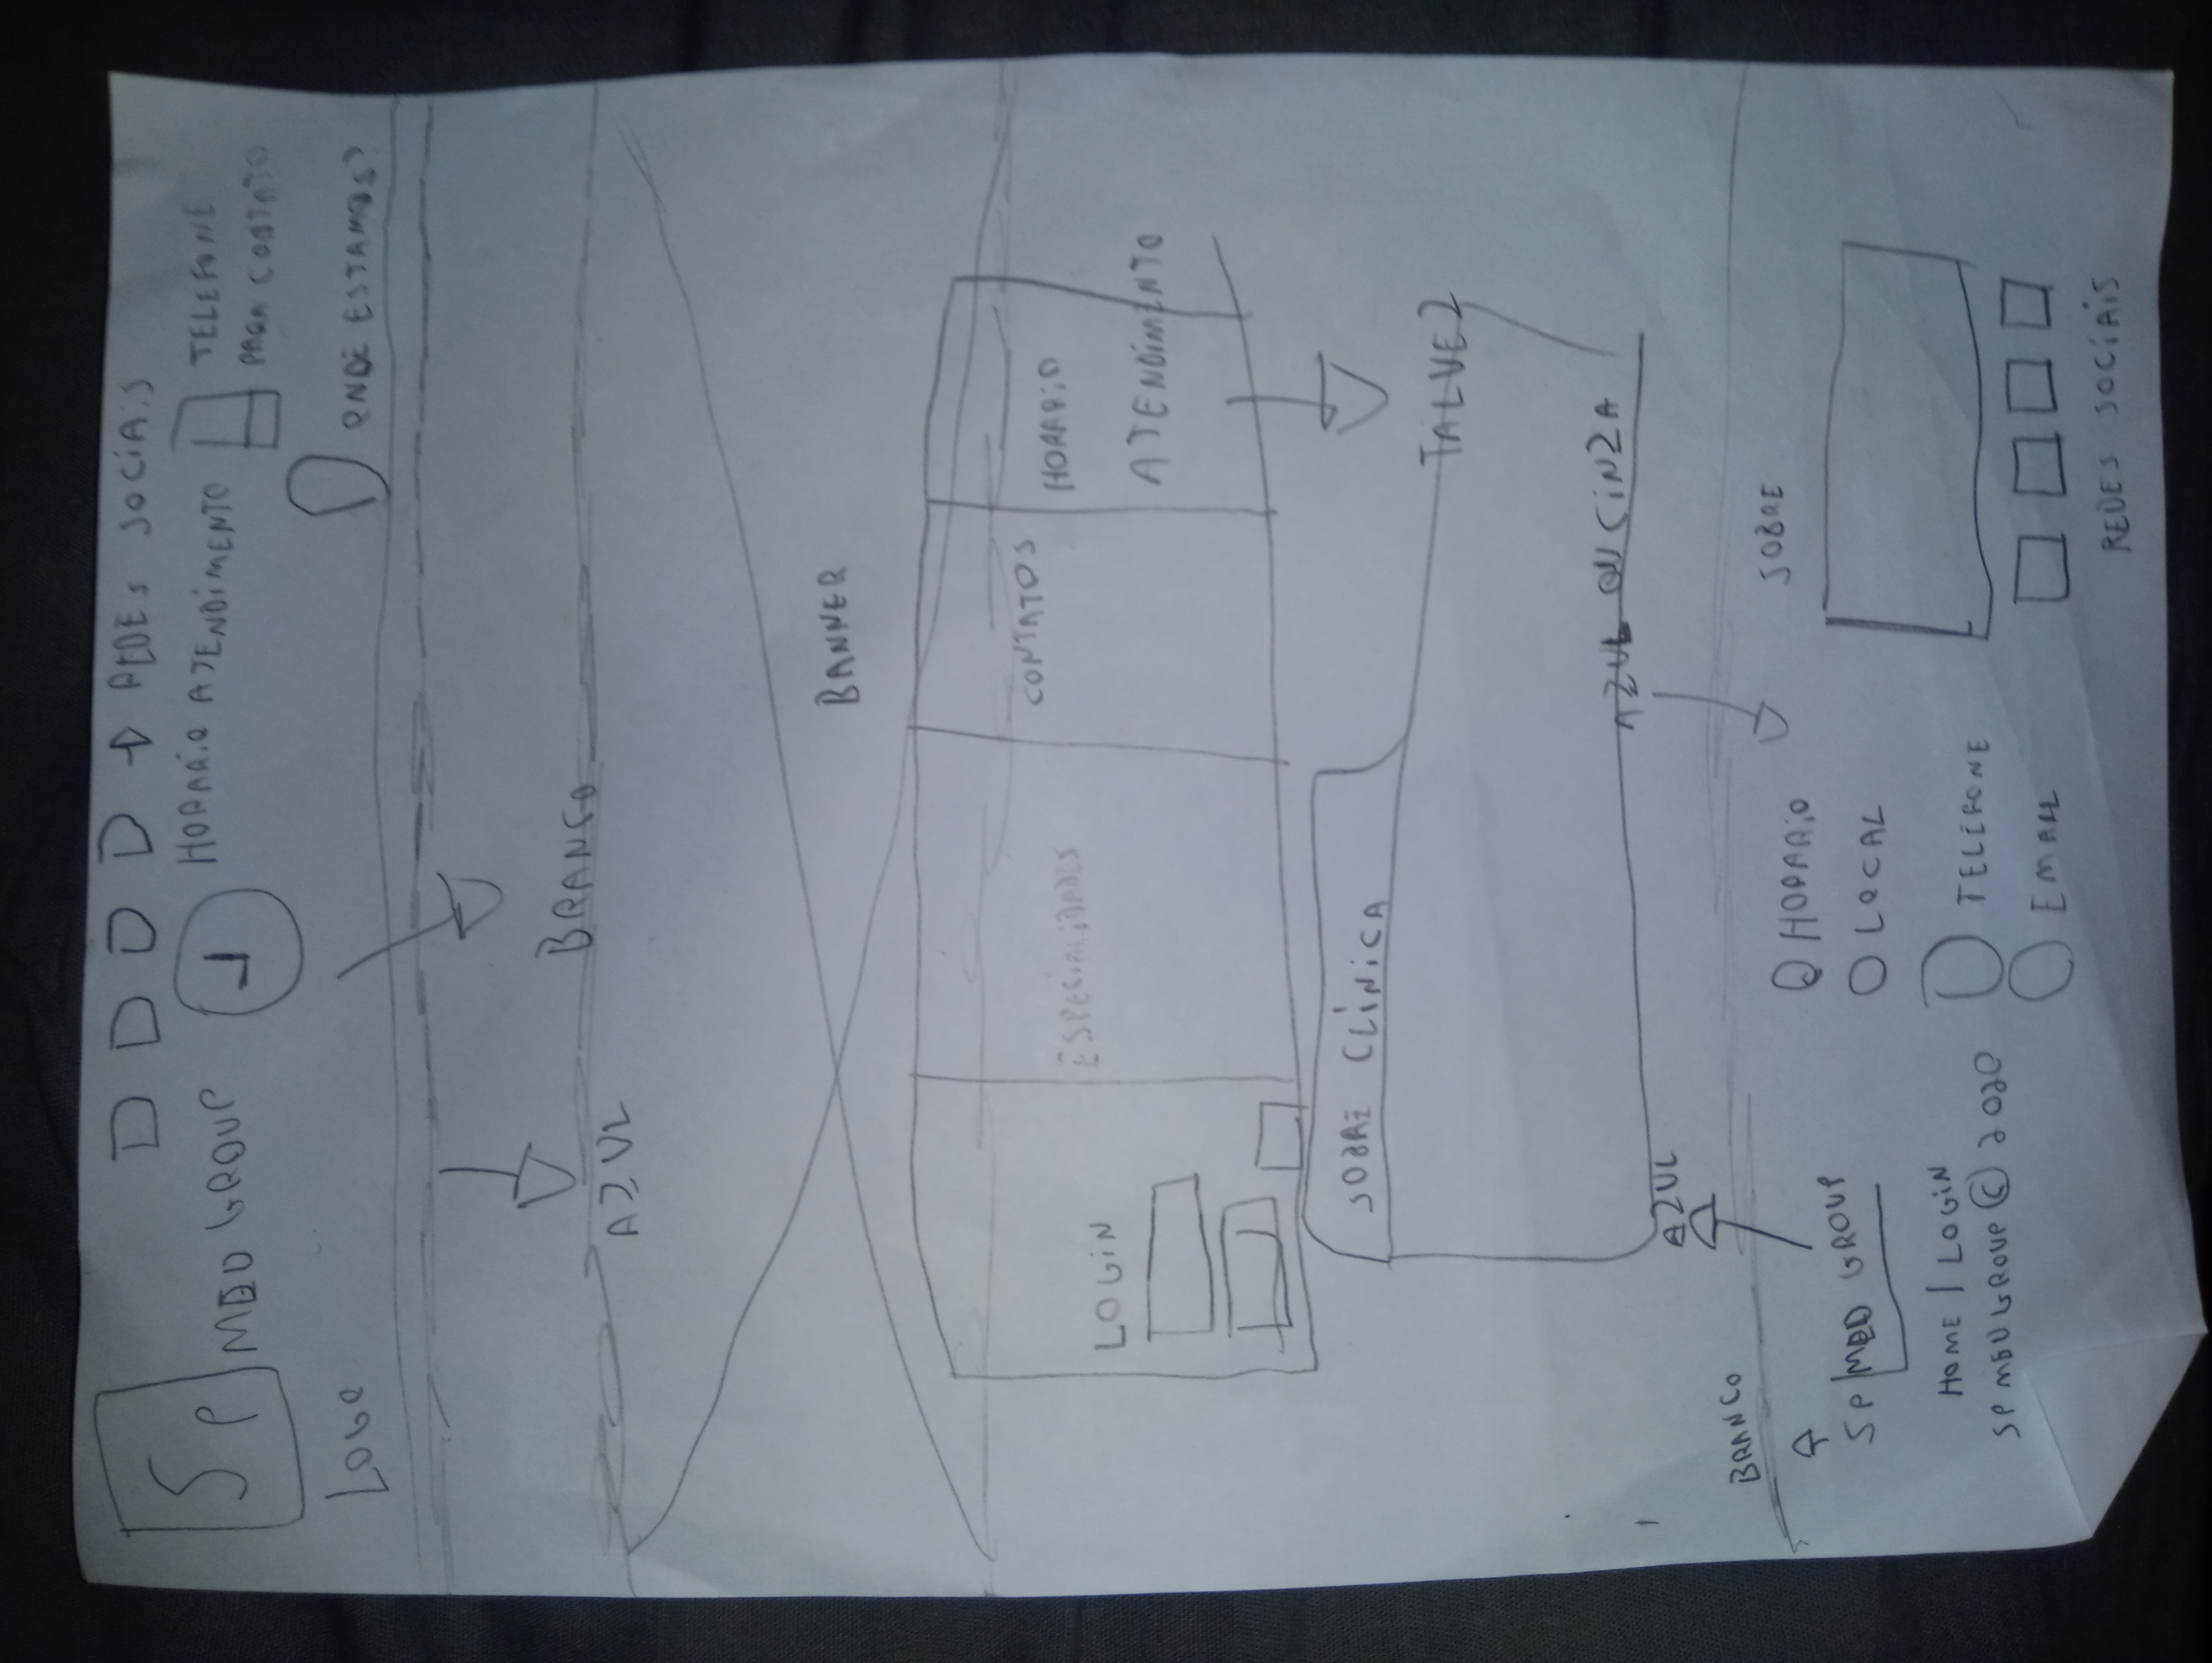 REDES SOCIAIS
SP MED GROUP
HORARIO ATENDIMENTO
TELEFONE
PARA CONTATO
LOGO
ONDE ESTAMOS?
BRANCO
AZUL
BANNER
LOGIN
ESPECIALIDADES
CONTATOS
HORARIO
ATENDIMENTO
SOBRE CLÍNICA
TALVEZ
AZUL OU CINZA
AZUL
BRANCO
SP MED GROUP
HOME / LOGIN
SP MED GROUP © 2020
HORARIO
LOCAL
TELEFONE
EMAIL
SOBRE
REDES SOCIAIS